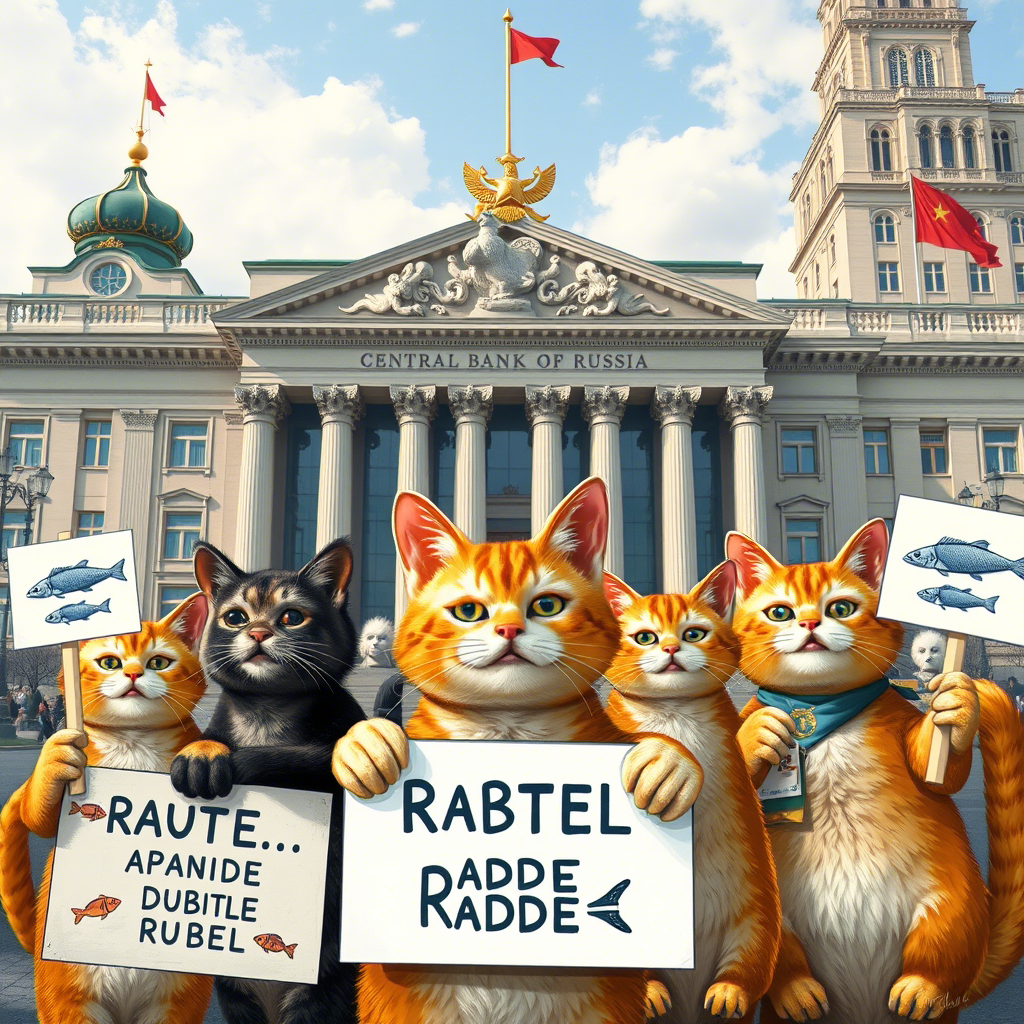 CENTRAL BANK OF RUSSIA
RAUTE...
APANIDE
DUBITLE
RUBEL
RABTEL
RADDE
RADDE